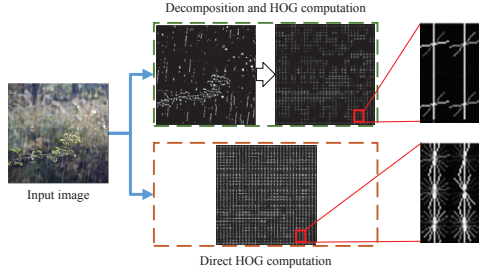 Decomposition and HOG computation
Input image
Direct HOG computation